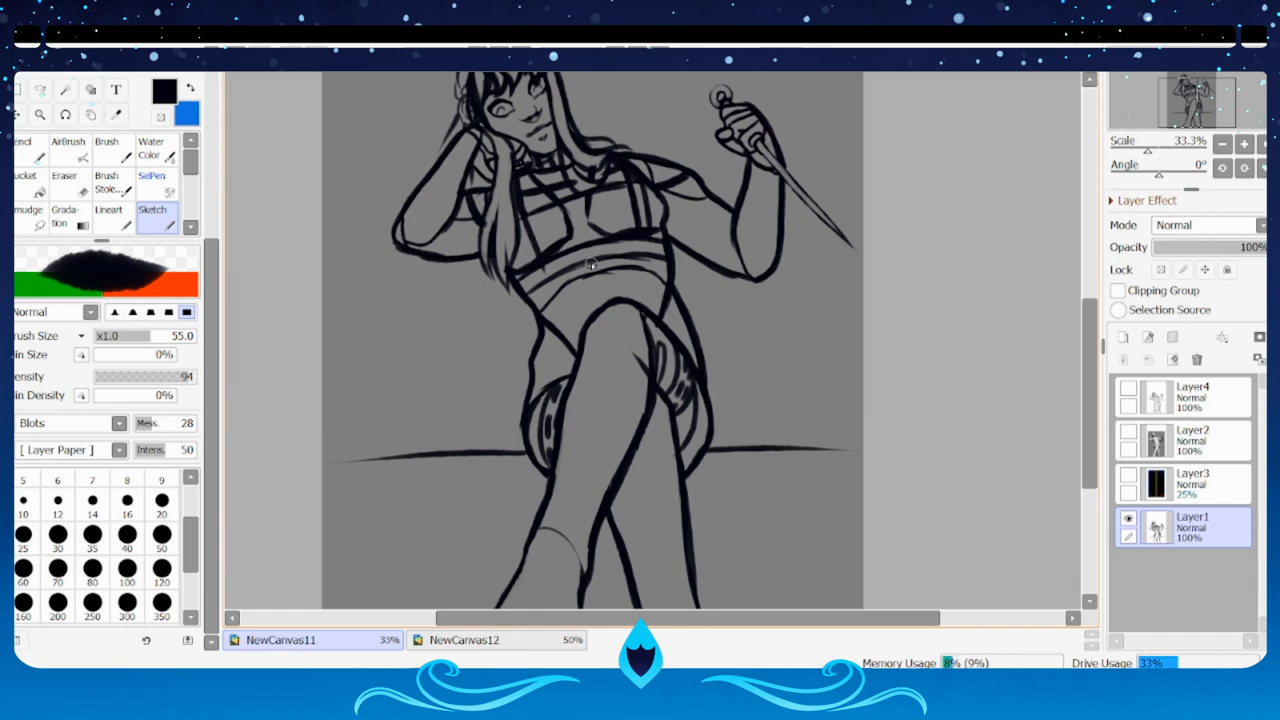 T
encil AirBrush Brush Water Color
ucket Eraser Brush Stole... SelPen
mudge Grada-tion Lineart Sketch
Normal
rush Size x1.0 55.0
in Size 0%
ensity 94
in Density 0%
Blots Mess. 28
[ Layer Paper ] Intens. 50
5 6 7 8 9
10 12 14 16 20
25 30 35 40 50
60 70 80 100 120
160 200 250 300 350
NewCanvas11 33% NewCanvas12 50%
Memory Usage 8% (9%) Drive Usage 33%
Scale 33.3%
Angle 0°
Layer Effect
Mode Normal
Opacity 100%
Lock
Clipping Group
Selection Source
Layer4
Normal
100%
Layer2
Normal
100%
Layer3
Normal
25%
Layer1
Normal
100%